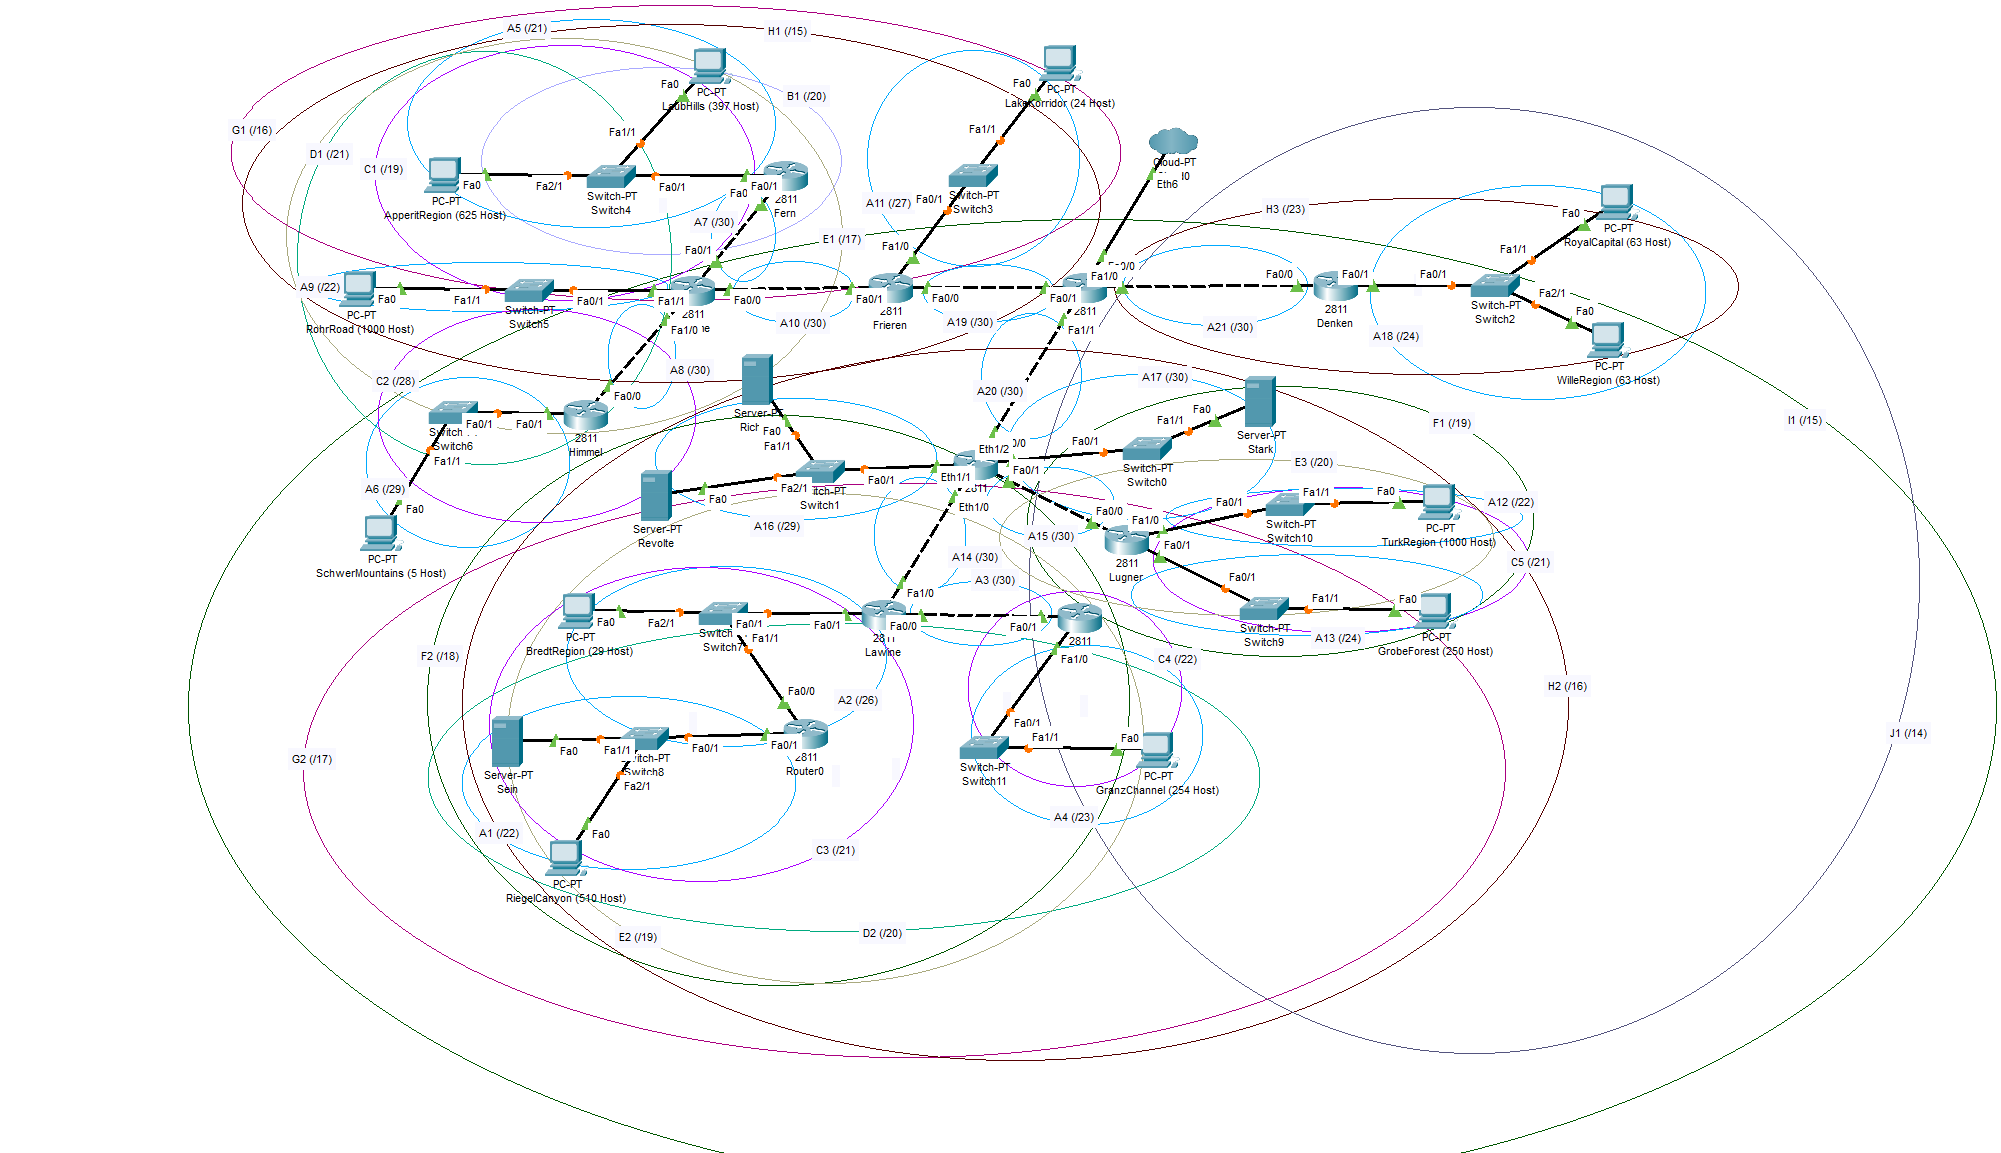 A5 (/21)
H1 (/15)
G1 (/16)
D1 (/21)
C1 (/19)
B1 (/20)
Fa0
PC-PT
LaubHills (397 Host)
Fa1/1
Fa0
PC-PT
ApperitRegion (625 Host)
Fa2/1
Switch-PT
Switch4
Fa0/1
Fa0/1
2811
Fern
A7 (/30)
Fa0/1
E1 (/17)
Fa0
PC-PT
LakeKorridor (24 Host)
Fa1/1
Switch-PT
Switch3
Fa0/1
A11 (/27)
Fa1/0
Cloud-PT
Eth6
H3 (/23)
Fa0
PC-PT
RoyalCapital (63 Host)
Fa1/1
A9 (/22)
Fa0
PC-PT
RohrRoad (1000 Host)
Fa1/1
Switch-PT
Switch5
Fa0/1
Fa1/1
2811
Fa0/0
Fa1/0
A10 (/30)
Fa0/1
2811
Frieren
Fa0/0
A19 (/30)
Fa0/1
Fa1/0
2811
Fa1/1
A21 (/30)
Fa0/0
Fa0/1
2811
Denken
A18 (/24)
Fa0/1
Switch-PT
Switch2
Fa2/1
Fa0
PC-PT
WilleRegion (63 Host)
C2 (/28)
A8 (/30)
Fa0/0
2811
Himmel
Fa0/1
Fa0/1
Switch6
Fa1/1
A6 (/29)
Fa0
PC-PT
SchwerMountains (5 Host)
Server-PT
Fa0
Fa1/1
Fa0
Server-PT
Revolte
Fa2/1
Switch1
Fa0/1
A16 (/29)
A20 (/30)
A17 (/30)
Eth1/2
Fa0/1
Eth1/1
2811
Eth1/0
Fa0/1
Switch-PT
Switch0
Fa1/1
Fa0
Server-PT
Stark
F1 (/19)
I1 (/15)
E3 (/20)
A15 (/30)
Fa0/0
Fa1/0
Fa0/1
2811
Lugner
Fa0/1
Switch-PT
Switch10
Fa1/1
Fa0
A12 (/22)
PC-PT
TurkRegion (1000 Host)
C5 (/21)
Fa0/1
Switch-PT
Switch9
Fa1/1
A13 (/24)
Fa0
PC-PT
GrobeForest (250 Host)
A14 (/30)
A3 (/30)
Fa1/0
Fa0/0
Lawine
Fa0/1
Fa0/1
2811
Fa1/0
Fa0
PC-PT
BredtRegion (29 Host)
Fa2/1
Switch7
Fa0/1
Fa1/1
F2 (/18)
A2 (/26)
Fa0/0
Fa0/1
2811
Router0
C4 (/22)
H2 (/16)
J1 (/14)
G2 (/17)
Server-PT
Sein
Fa0
Fa1/1
Switch8
Fa0/1
Fa2/1
A1 (/22)
Fa0
PC-PT
RiegelCanyon (510 Host)
C3 (/21)
Fa0/1
Fa1/1
Switch-PT
Switch11
Fa0
PC-PT
GranzChannel (254 Host)
A4 (/23)
E2 (/19)
D2 (/20)